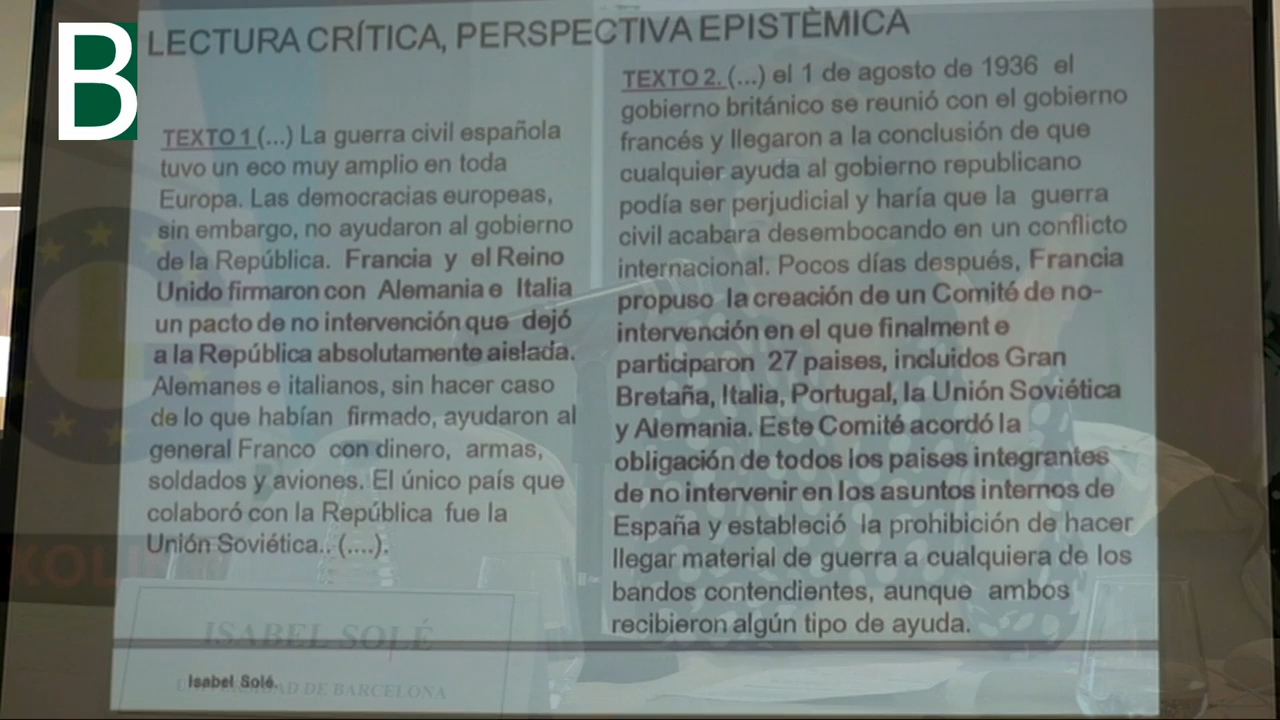 B
LECTURA CRÍTICA, PERSPECTIVA EPISTÈMICA
TEXTO 1 (...) La guerra civil española
tuvo un eco muy amplio en toda
Europa. Las democracias europeas,
sin embargo, no ayudaron al gobierno
de la República. Francia y el Reino
Unido firmaron con Alemania e Italia
un pacto de no intervención que dejó
a la República absolutamente aislada.
Alemanes e italianos, sin hacer caso
de lo que habían firmado, ayudaron al
general Franco con dinero, armas,
soldados y aviones. El único país que
colaboró con la República fue la
Unión Soviética.. (....).
TEXTO 2. (...) el 1 de agosto de 1936 el
gobierno británico se reunió con el gobierno
francés y llegaron a la conclusión de que
cualquier ayuda al gobierno republicano
podía ser perjudicial y haría que la guerra
civil acabara desembocando en un conflicto
internacional. Pocos días después, Francia
propuso la creación de un Comité de no-
intervención en el que finalment e
participaron 27 paises, incluidos Gran
Bretaña, Italia, Portugal, la Unión Soviética
y Alemania. Este Comité acordó la
obligación de todos los paises integrantes
de no intervenir en los asuntos internos de
España y estableció la prohibición de hacer
llegar material de guerra a cualquiera de los
bandos contendientes, aunque ambos
recibieron algún tipo de ayuda.
ISABEL SOLÉ
Isabel Solé.
UNIVERSIDAD DE BARCELONA